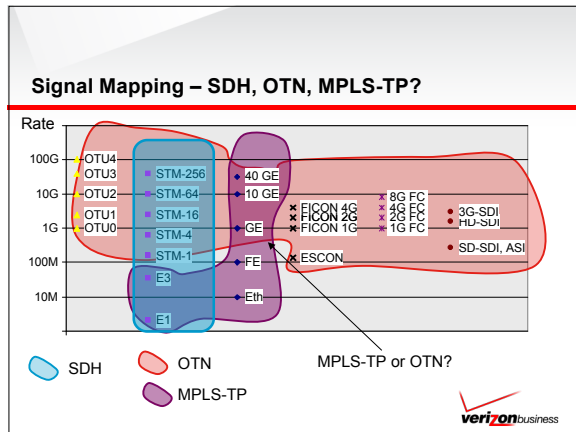 Signal Mapping – SDH, OTN, MPLS-TP?
Rate
100G
10G
1G
100M
10M
OTU4
OTU3
OTU2
OTU1
OTU0
STM-256
STM-64
STM-16
STM-4
STM-1
E3
E1
40 GE
10 GE
GE
FE
Eth
FICON 4G
FICON 2G
FICON 1G
ESCON
8G FC
4G FC
2G FC
1G FC
3G-SDI
HD-SDI
SD-SDI, ASI
MPLS-TP or OTN?
SDH
OTN
MPLS-TP
verizonbusiness